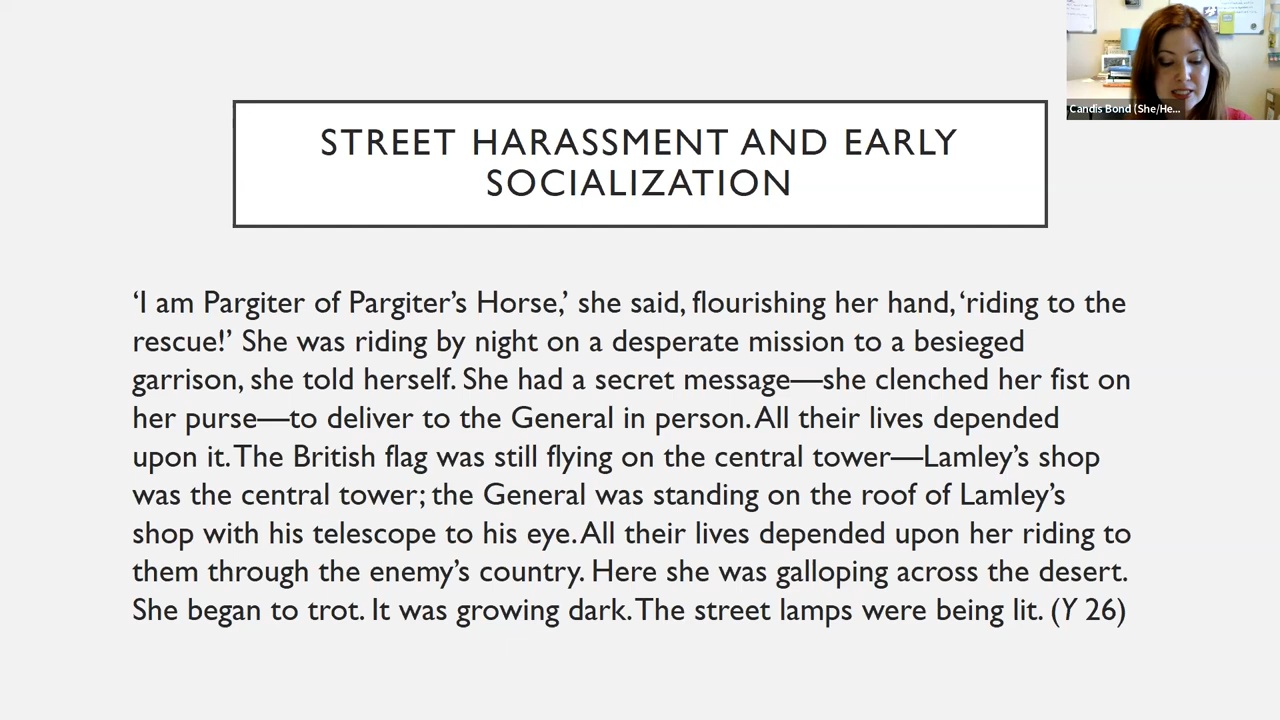 Candis Bond (She/He...
STREET HARASSMENT AND EARLY
SOCIALIZATION
‘I am Pargiter of Pargiter’s Horse,’ she said, flourishing her hand, ‘riding to the
rescue!’ She was riding by night on a desperate mission to a besieged
garrison, she told herself. She had a secret message—she clenched her fist on
her purse—to deliver to the General in person. All their lives depended
upon it. The British flag was still flying on the central tower—Lamley’s shop
was the central tower; the General was standing on the roof of Lamley’s
shop with his telescope to his eye. All their lives depended upon her riding to
them through the enemy’s country. Here she was galloping across the desert.
She began to trot. It was growing dark. The street lamps were being lit. (Y 26)